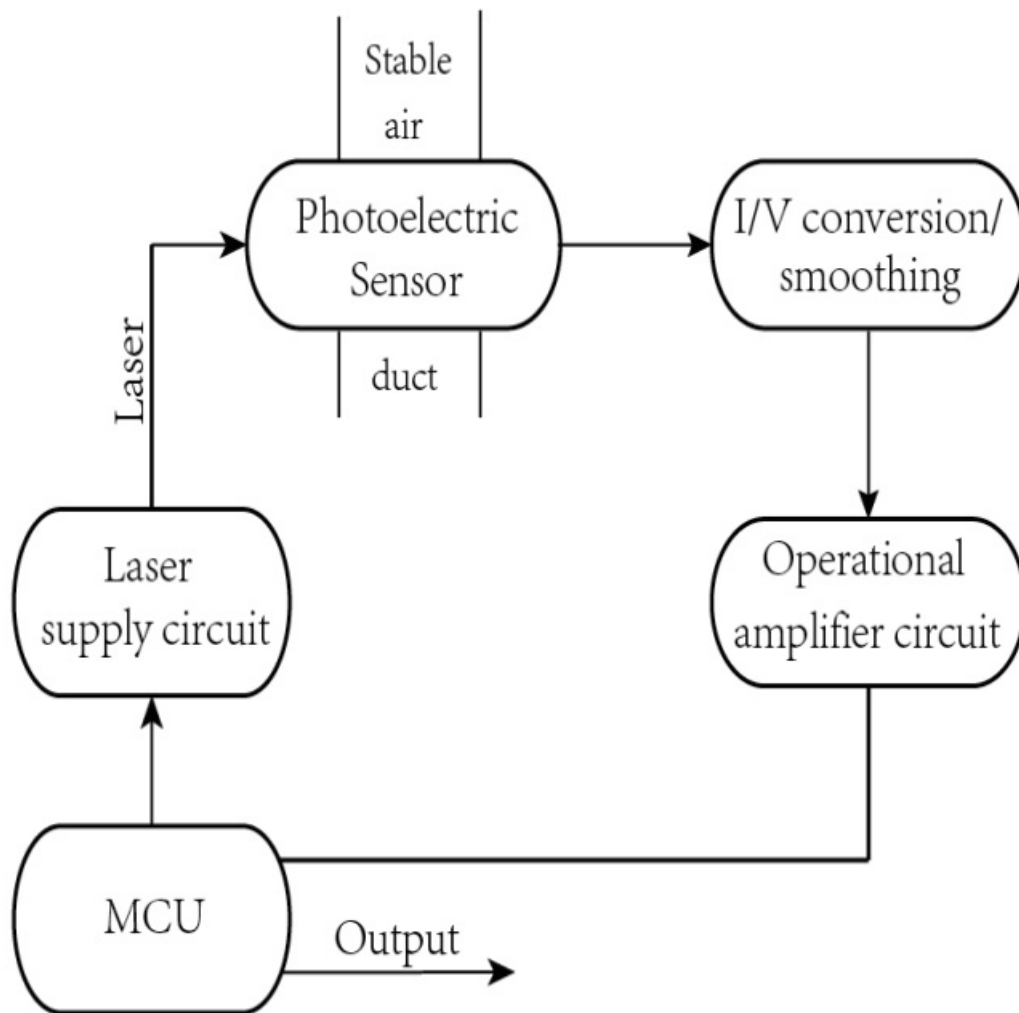 Stable
air
Photoelectric
Sensor
duct
I/V conversion/
smoothing
Laser
Laser
supply circuit
Operational
amplifier circuit
MCU
Output